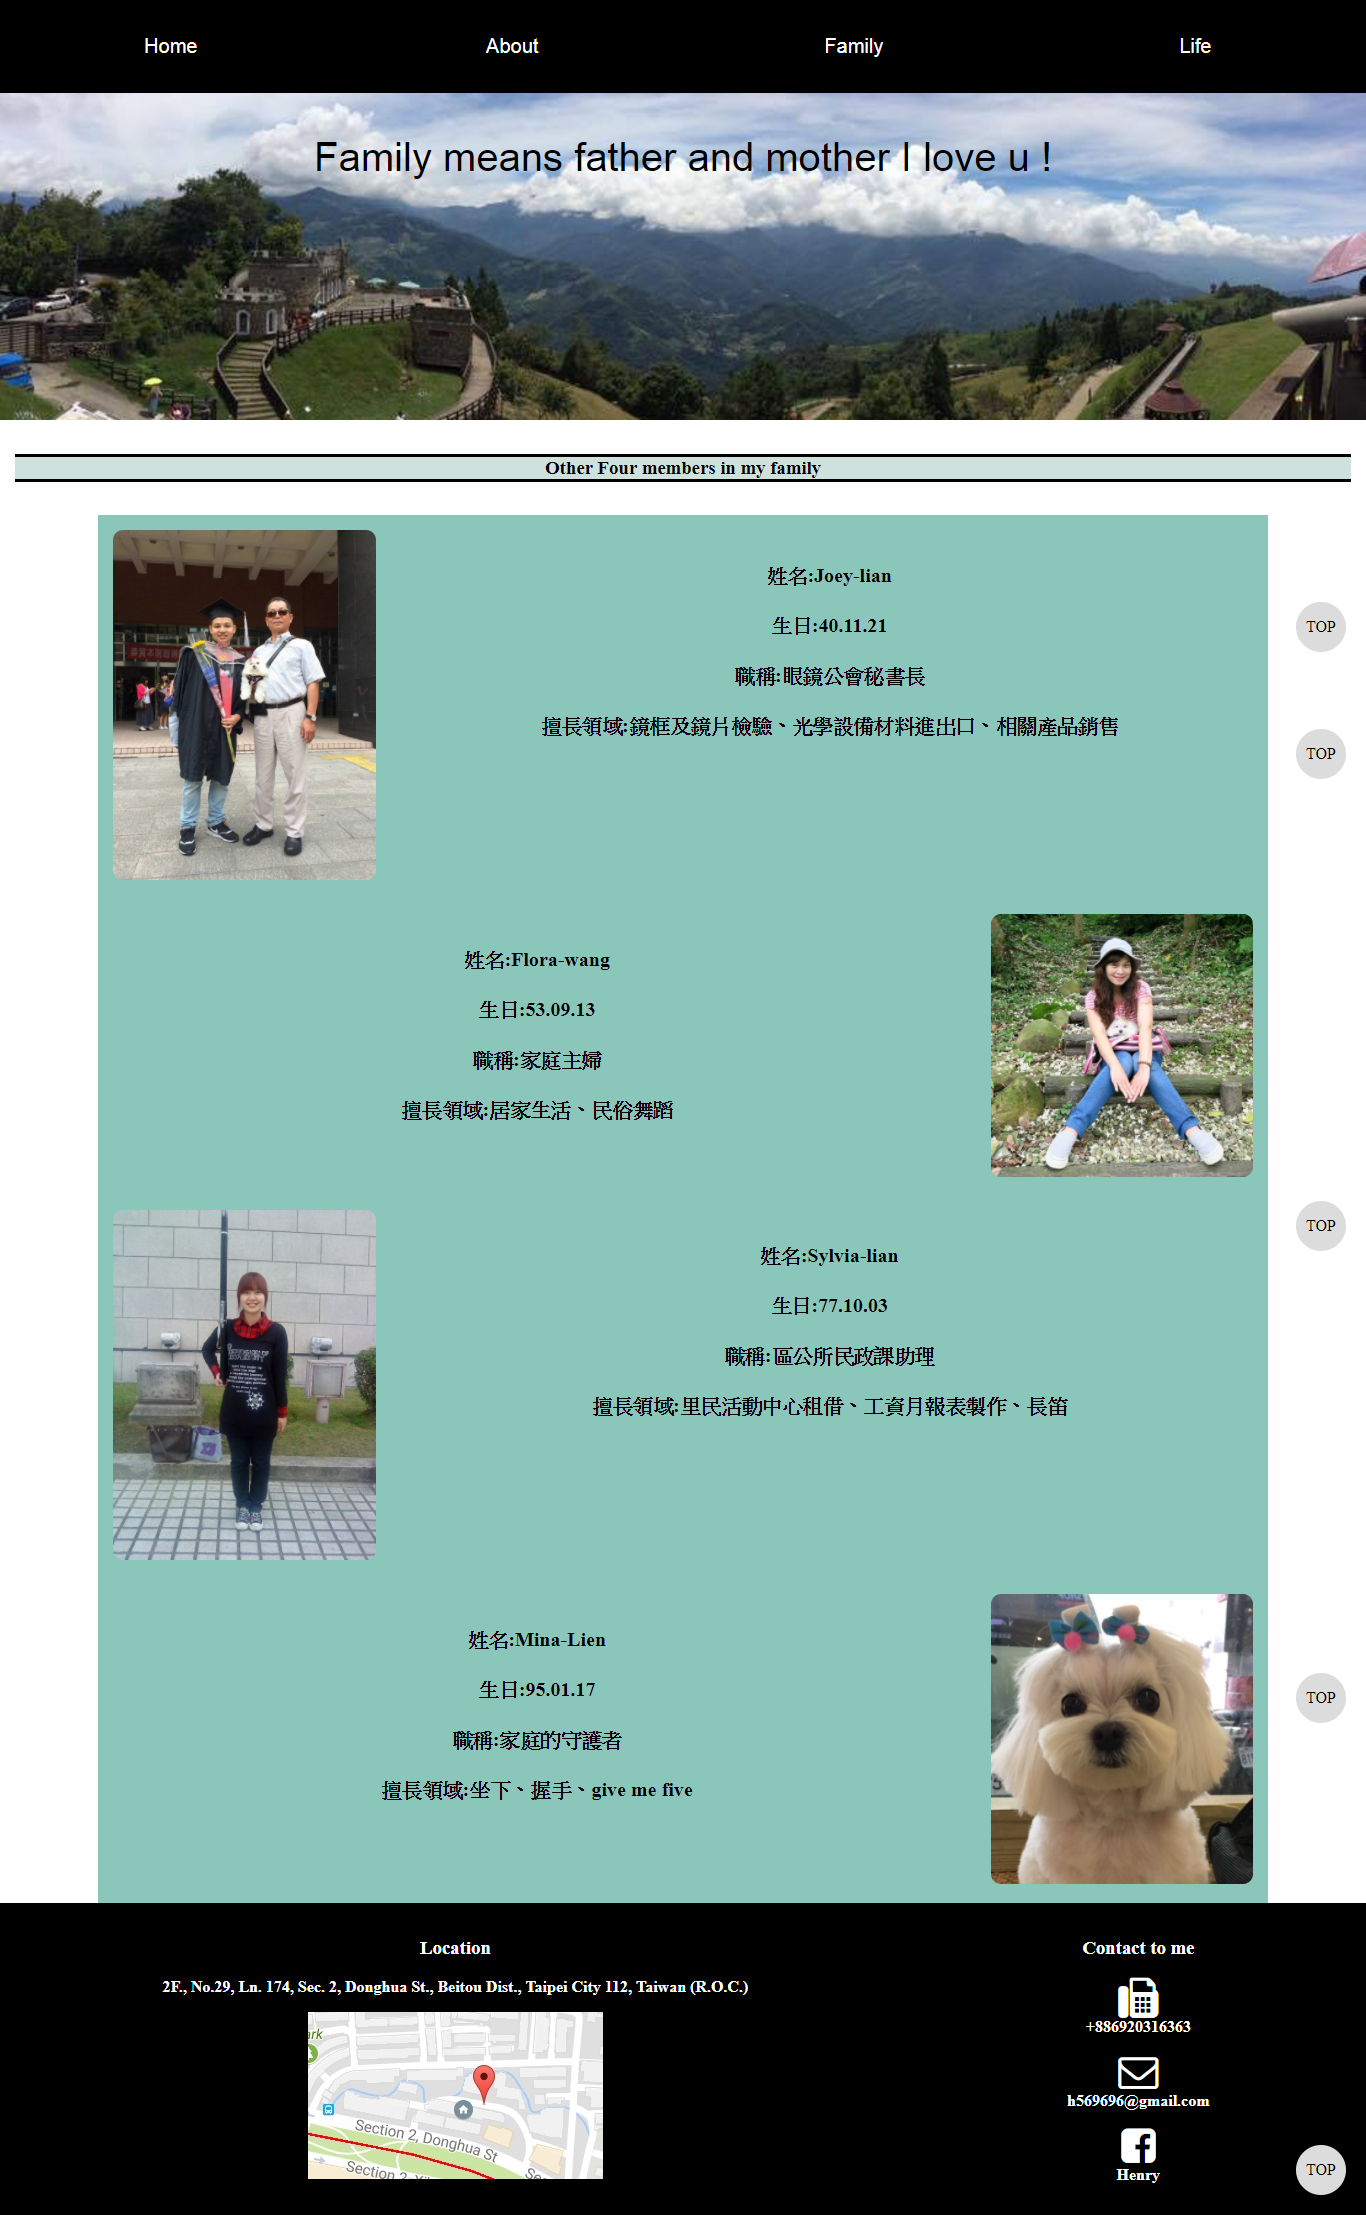 Home
About
Family
Life
Family means father and mother I love u !
Other Four members in my family
姓名:Joey-lian
生日:40.11.21
職稱:眼鏡公會秘書長
擅長領域:鏡框及鏡片檢驗、光學設備材料進出口、相關產品銷售
TOP
TOP
姓名:Flora-wang
生日:53.09.13
職稱:家庭主婦
擅長領域:居家生活、民俗舞蹈
TOP
姓名:Sylvia-lian
生日:77.10.03
職稱:區公所民政課助理
擅長領域:里民活動中心租借、工資月報表製作、長笛
姓名:Mina-Lien
生日:95.01.17
職稱:家庭的守護者
擅長領域:坐下、握手、give me five
TOP
Location
2F., No.29, Ln. 174, Sec. 2, Donghua St., Beitou Dist., Taipei City 112, Taiwan (R.O.C.)
ark
Section 2, Donghua St
Section 2
Contact to me
+886920316363
h569696@gmail.com
Henry
TOP